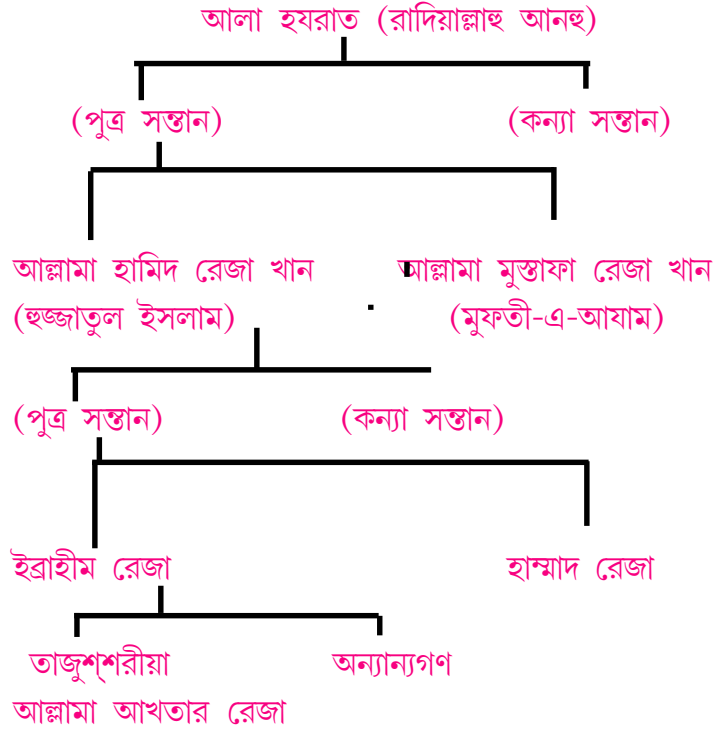 আলা হযরাত (রাদিয়াল্লাহু আনহু)
(পুত্র সন্তান) (কন্যা সন্তান)
আল্লামা হামিদ রেজা খান আল্লামা মুস্তাফা রেজা খান
(হুজ্জাতুল ইসলাম) (মুফতী-এ-আযাম)
(পুত্র সন্তান) (কন্যা সন্তান)
ইব্রাহীম রেজা হাম্মাদ রেজা
তাজুশ্শরীয়া অন্যান্যগণ
আল্লামা আখতার রেজা